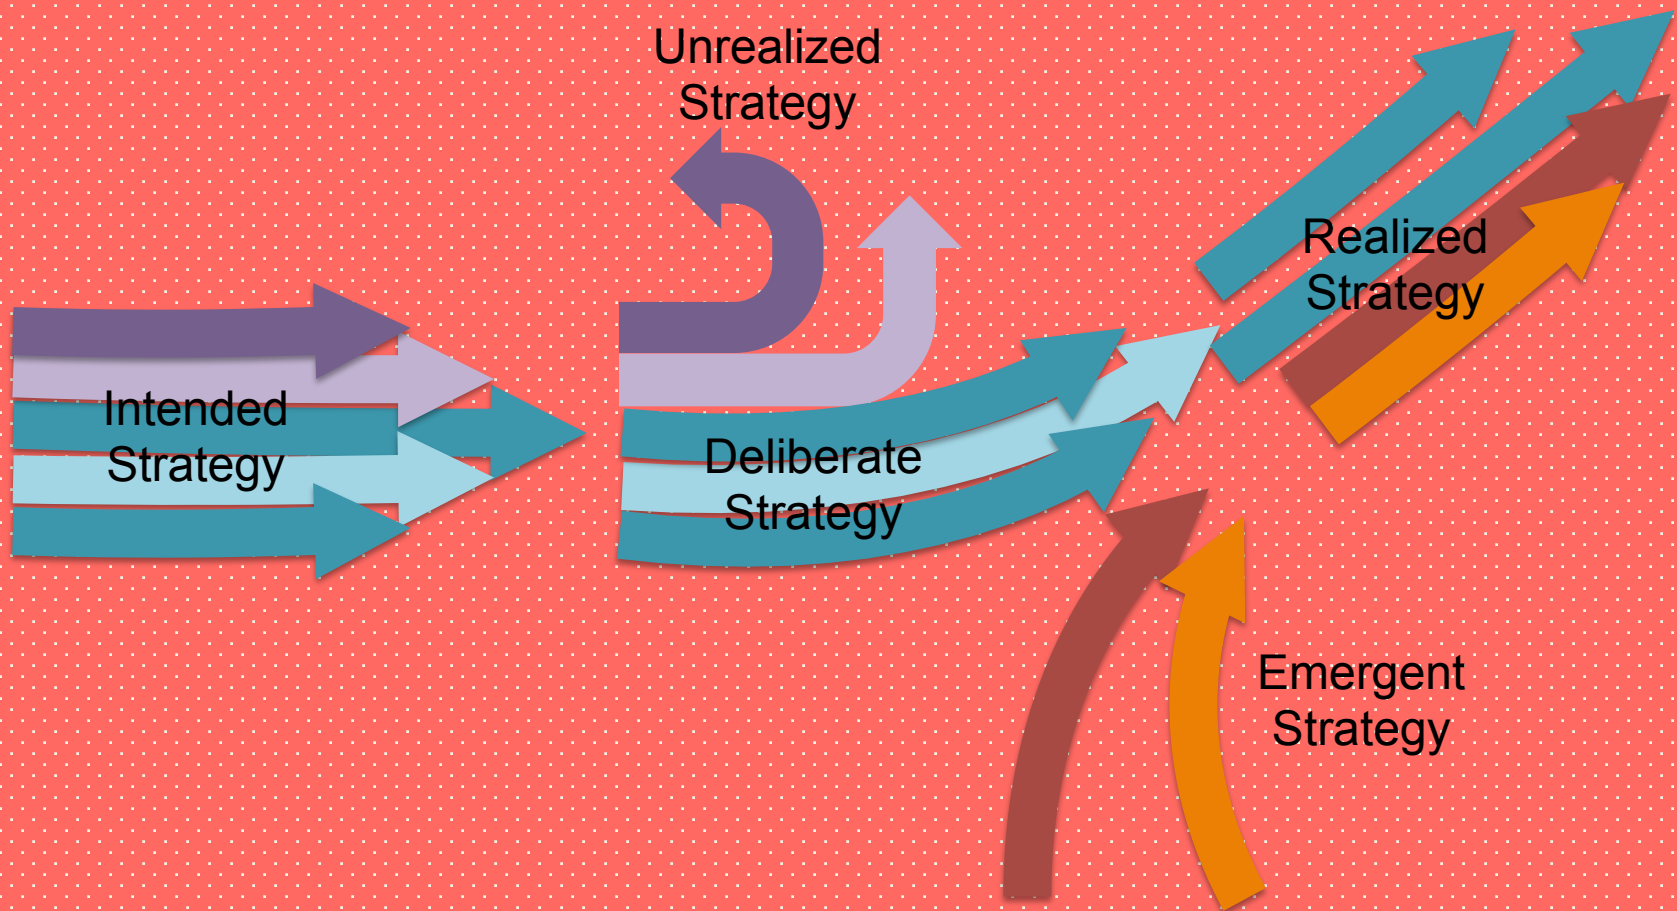 Unrealized
Strategy
Realized
Strategy
Intended
Strategy
Deliberate
Strategy
Emergent
Strategy